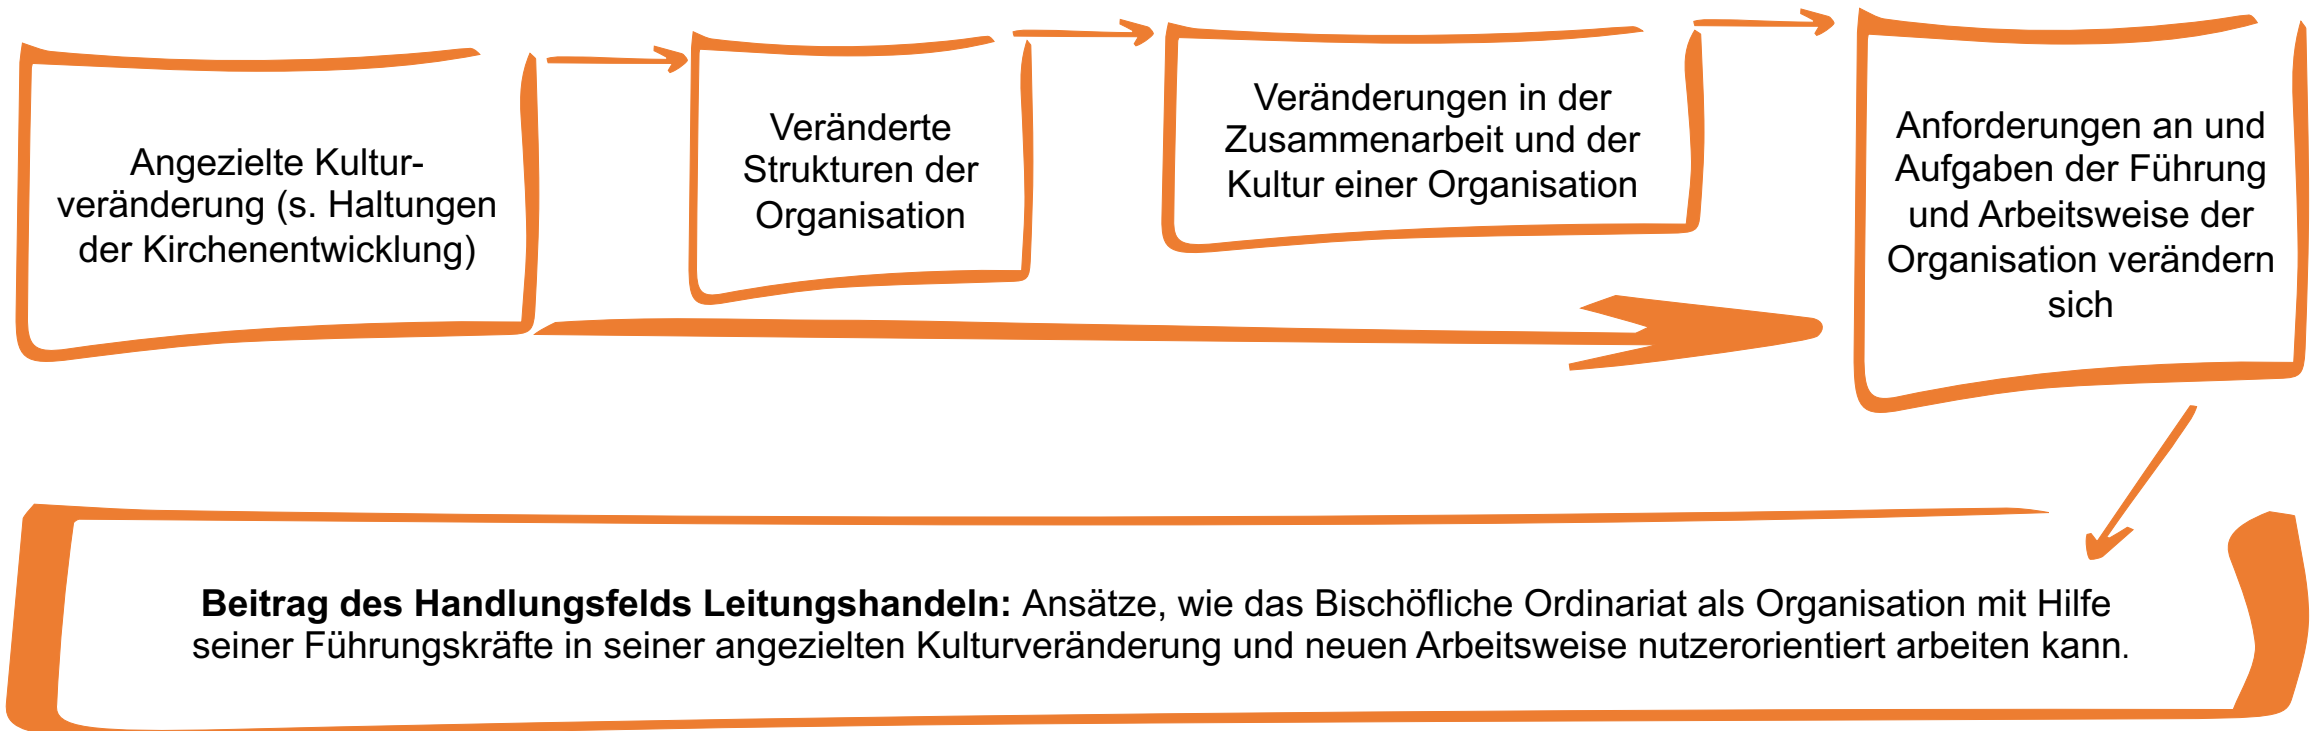 Angezielte Kultur-
veränderung (s. Haltungen
der Kirchenentwicklung)
Veränderte
Strukturen der
Organisation
Veränderungen in der
Zusammenarbeit und der
Kultur einer Organisation
Anforderungen an und
Aufgaben der Führung
und Arbeitsweise der
Organisation verändern
sich
Beitrag des Handlungsfelds Leitungshandeln: Ansätze, wie das Bischöfliche Ordinariat als Organisation mit Hilfe
seiner Führungskräfte in seiner angezielten Kulturveränderung und neuen Arbeitsweise nutzerorientiert arbeiten kann.